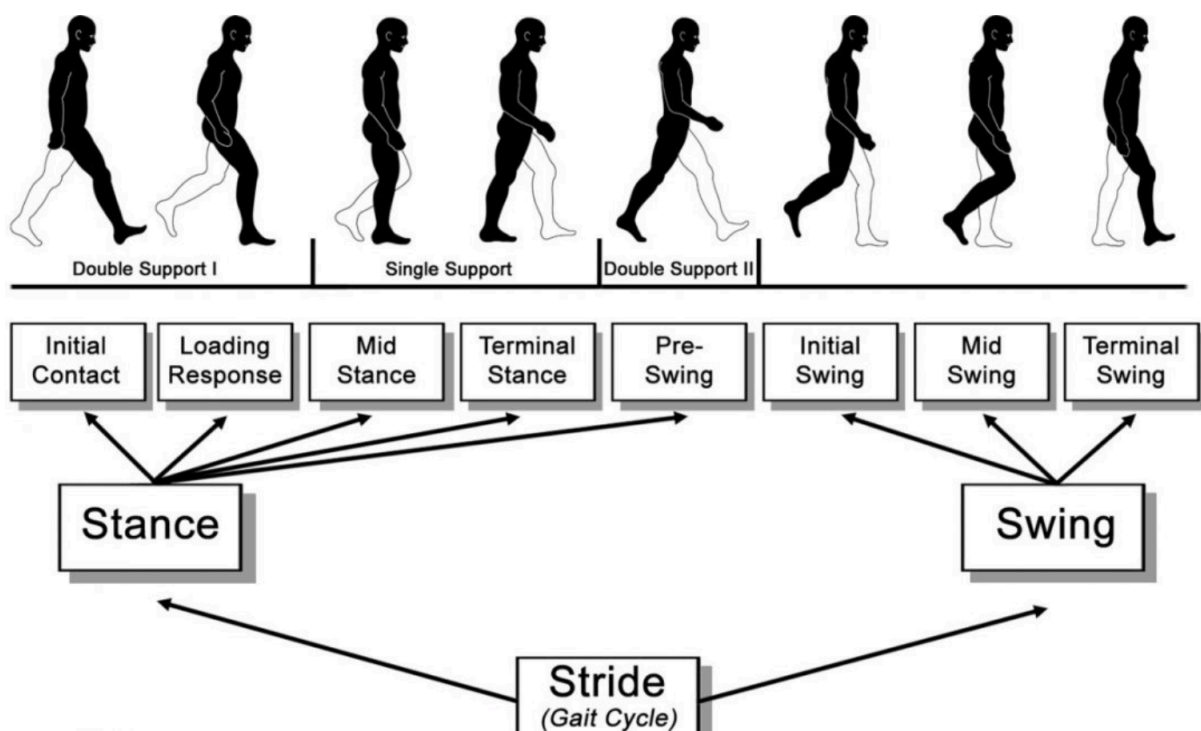 Double Support I
Single Support
Double Support II
Initial
Contact
Loading
Response
Mid
Stance
Terminal
Stance
Pre-
Swing
Initial
Swing
Mid
Swing
Terminal
Swing
Stance
Swing
Stride
(Gait Cycle)